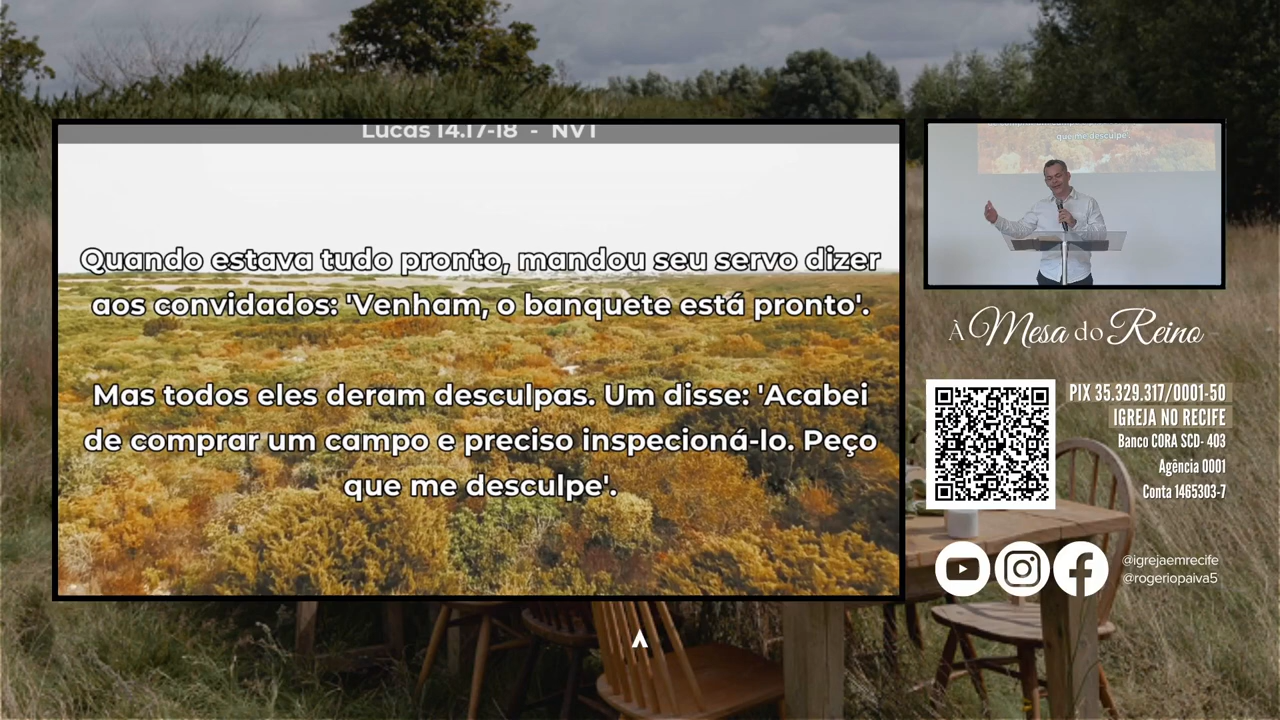 Lucas 14.17-18 - NVT
Quando estava tudo pronto, mandou seu servo dizer
aos convidados: 'Venham, o banquete está pronto'.
Mas todos eles deram desculpas. Um disse: 'Acabei
de comprar um campo e preciso inspecioná-lo. Peço
que me desculpe'.
que me desculpe'.
À Mesa do Reino
PIX 35.329.317/0001-50
IGREJA NO RECIFE
Banco CORA SCD- 403
Agência 0001
Conta 1465303-7
@igrejaemrecife
@rogeriopaiva5